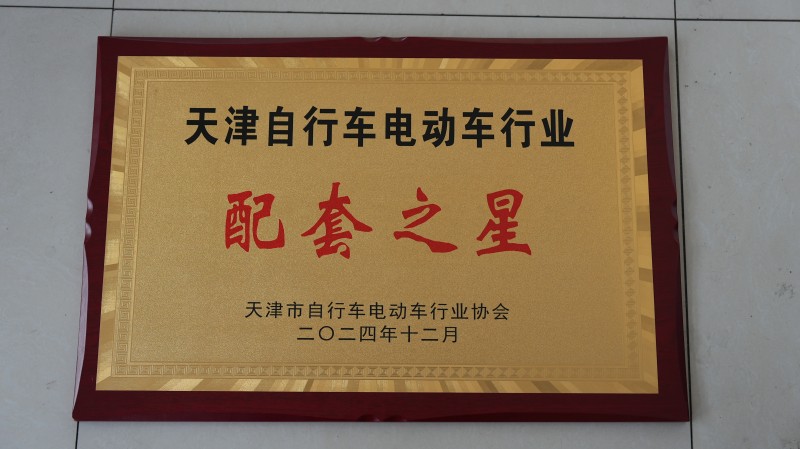 天津自行车电动车行业
配套之星
天津市自行车电动车行业协会
二〇二四年十二月